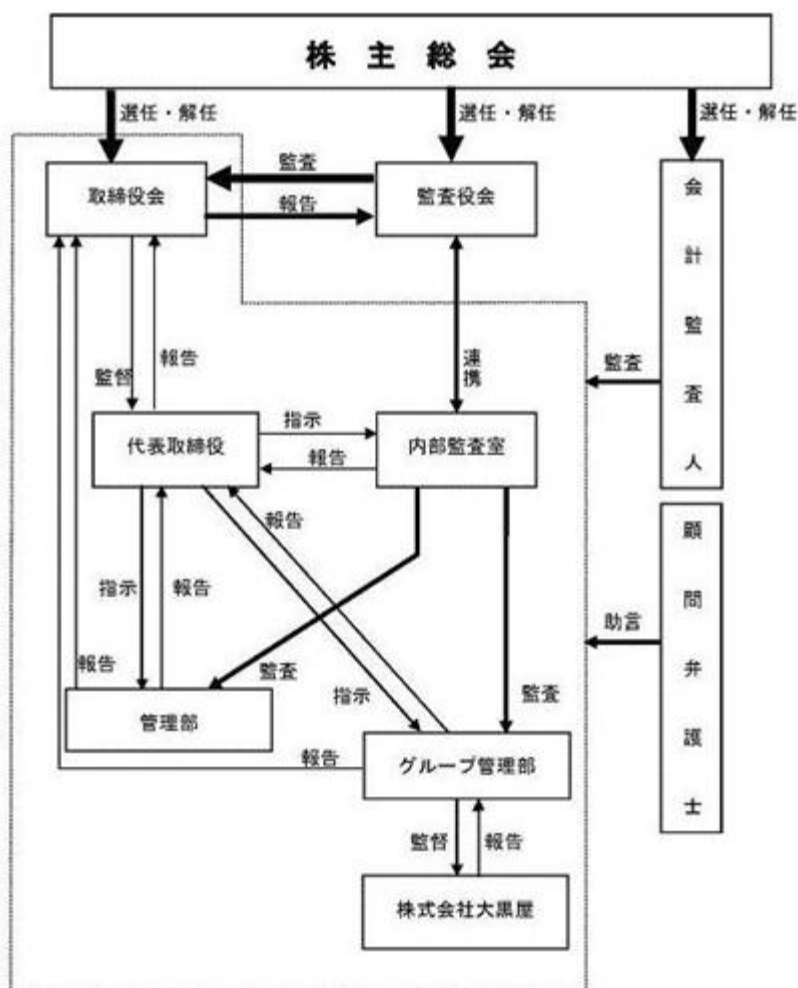 株主総会
選任・解任
選任・解任
選任・解任
取締役会
監査
報告
監査役会
会計監査人
監督
報告
連携
監査
代表取締役
指示
報告
内部監査室
報告
顧問弁護士
指示
報告
助言
報告
監査
指示
監査
管理部
報告
グループ管理部
監督
報告
株式会社大黒屋